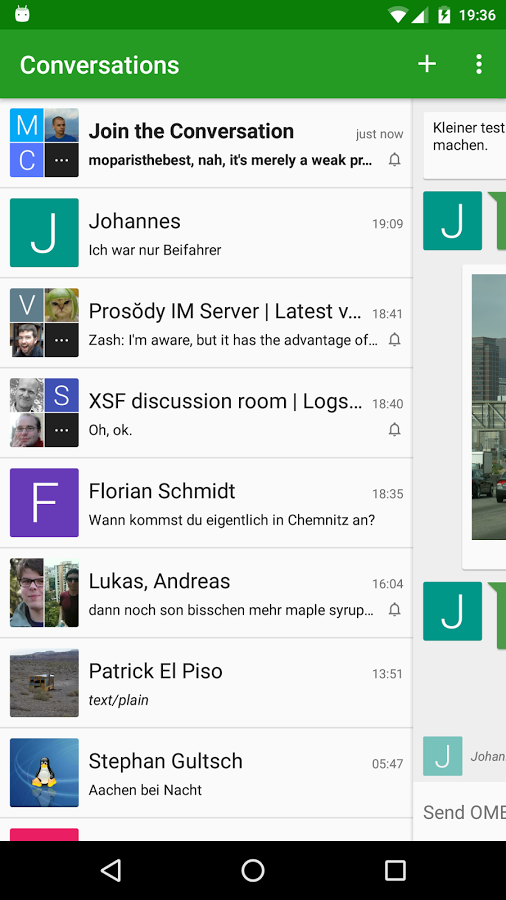 19:36
Conversations
M
C
Join the Conversation
just now
moparisthebest, nah, it's merely a weak pr...
J
Johannes
19:09
Ich war nur Beifahrer
V
Prosŏdy IM Server | Latest v...
18:41
Zash: I'm aware, but it has the advantage of...
S
XSF discussion room | Logs...
18:40
Oh, ok.
F
Florian Schmidt
18:35
Wann kommst du eigentlich in Chemnitz an?
Lukas, Andreas
16:04
dann noch son bisschen mehr maple syrup...
Patrick El Piso
13:51
text/plain
Stephan Gultsch
05:47
Aachen bei Nacht
Kleiner test
machen.
J
J
J
Johan
Send OME